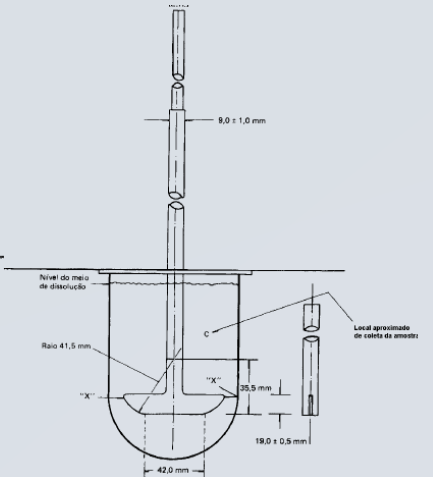 9,0 ± 1,0 mm
Nível do meio
de dissolução
C
Local aproximado
de coleta da amostra
Raio 41,5 mm
"X"
35,5 mm
"X"
19,0 ± 0,5 mm
42,0 mm